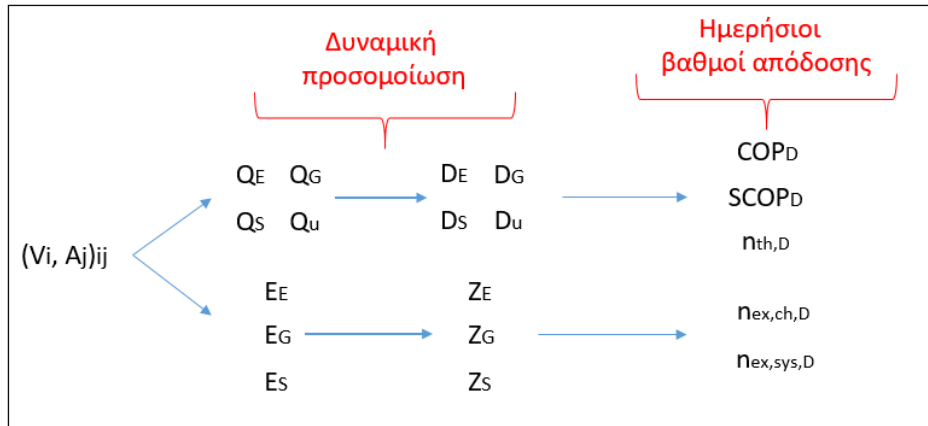 Δυναμική
προσομοίωση
Ημερήσιοι
βαθμοί απόδοσης
(Vi, Aj)ij
QE QG
QS Qu
DE DG
DS Du
COPD
SCOPD
nth,D
EE
EG
ES
ZE
ZG
ZS
nex,ch,D
nex,sys,D